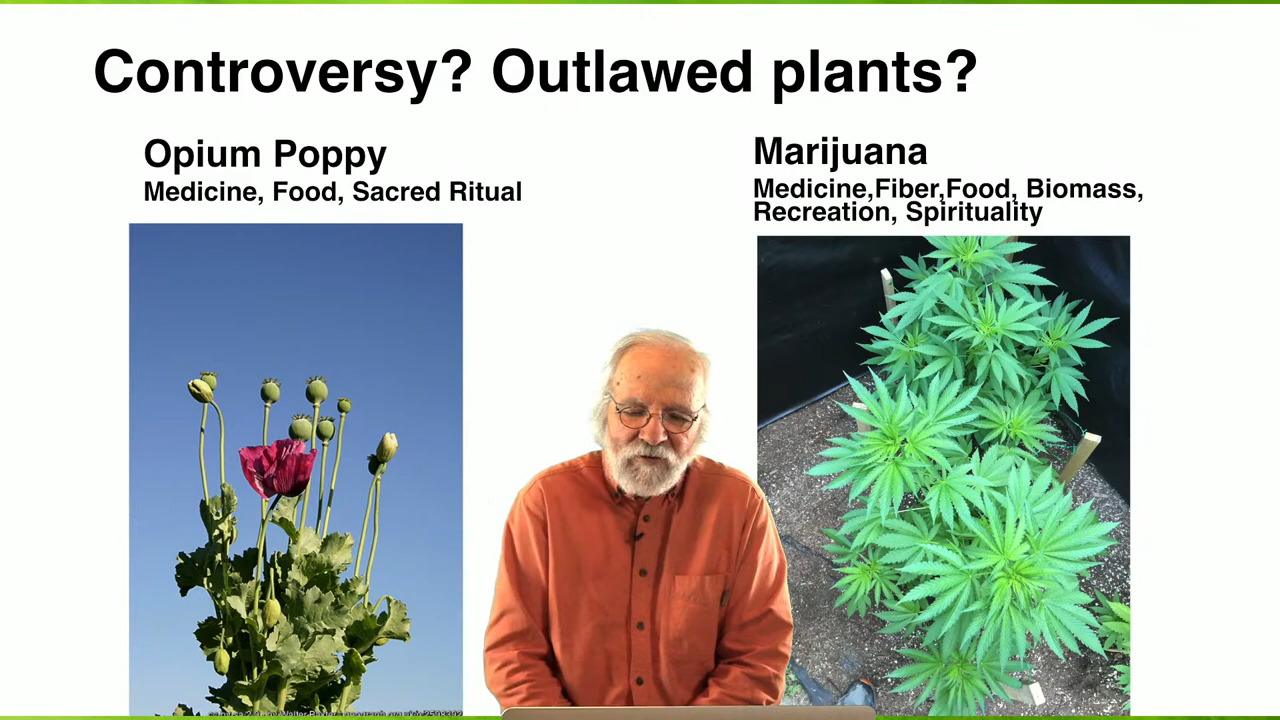 Controversy? Outlawed plants?
Opium Poppy
Medicine, Food, Sacred Ritual
Marijuana
Medicine,Fiber,Food, Biomass,
Recreation, Spirituality